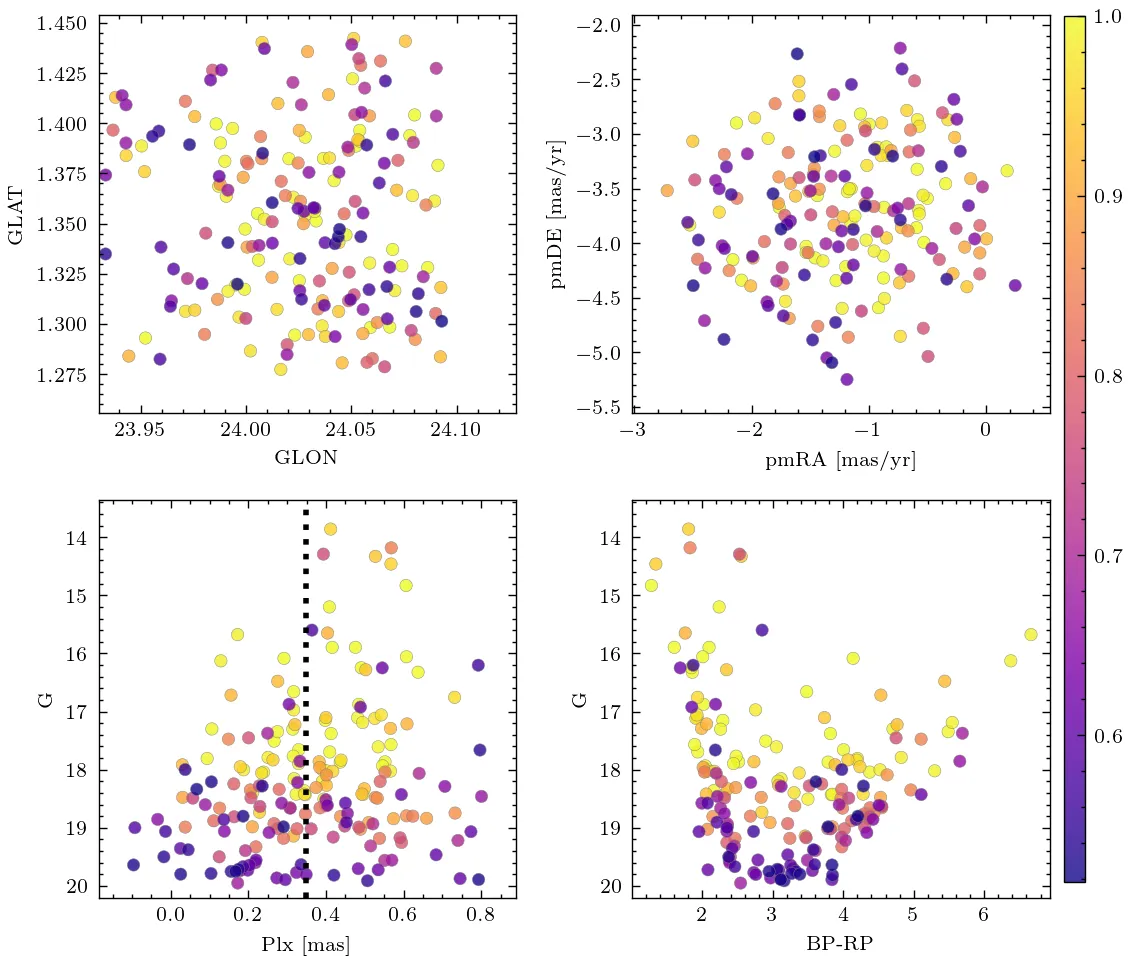 1.450
1.425
1.400
1.375
1.350
1.325
1.300
1.275
GLAT
23.95 24.00 24.05 24.10
GLON
−2.0
−2.5
−3.0
−3.5
−4.0
−4.5
−5.0
−5.5
pmDE [mas/yr]
−3 −2 −1 0
pmRA [mas/yr]
14
15
16
17
18
19
20
G
0.0 0.2 0.4 0.6 0.8
Plx [mas]
14
15
16
17
18
19
20
G
2 3 4 5 6
BP-RP
1.0
0.9
0.8
0.7
0.6